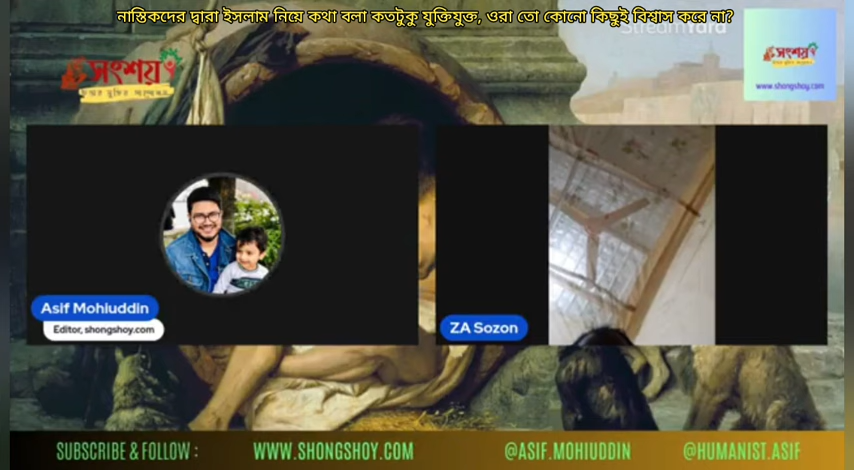 নাস্তিকদের দ্বারা ইসলাম নিয়ে কথা বলা কতটুকু যুক্তিযুক্ত, ওরা তো কোনো কিছুই বিশ্বাস করে না?
StreamYard
সংশয়
সংশয়
www.shongshoy.com
Asif Mohiuddin
Editor, shongshoy.com
ZA Sozon
SUBSCRIBE & FOLLOW :
WWW.SHONGSHOY.COM
@ASIF.MOHIUDDIN
@HUMANIST.ASIF